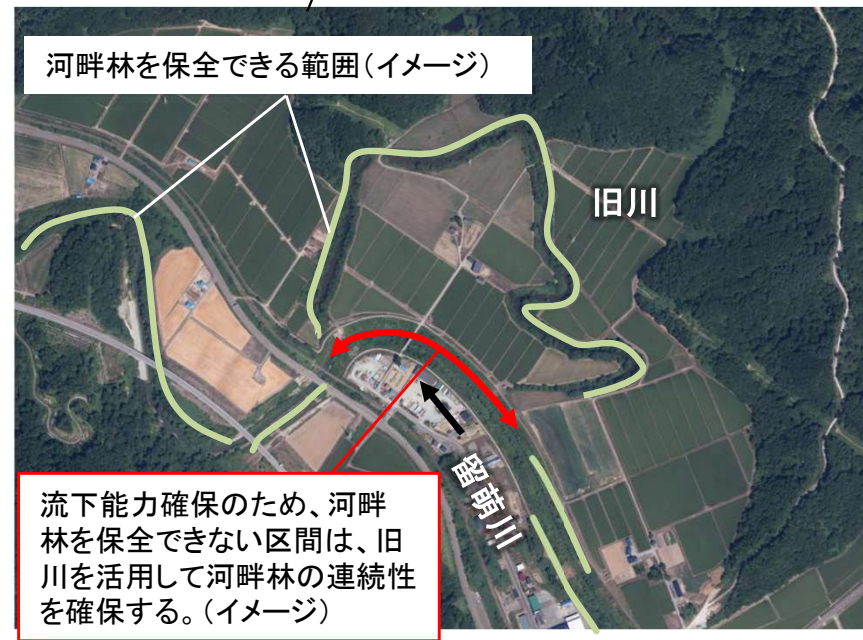 河畔林を保全できる範囲(イメージ)
旧川
留萌川
流下能力確保のため、河畔
林を保全できない区間は、旧
川を活用して河畔林の連続性
を確保する。(イメージ)